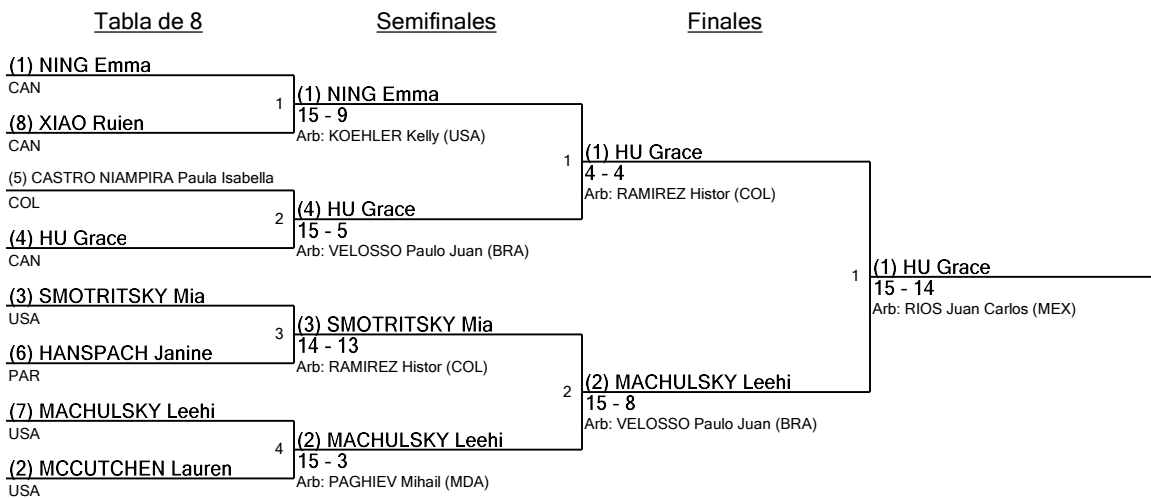 Tabla de 8
Semifinales
Finales
(1) NING Emma
CAN
1
(8) XIAO Ruien
CAN
(5) CASTRO NIAMPIRA Paula Isabella
COL
2
(4) HU Grace
CAN
(3) SMOTRITSKY Mia
USA
3
(6) HANSPACH Janine
PAR
(7) MACHULSKY Leehi
USA
4
(2) MCCUTCHEN Lauren
USA
(1) NING Emma
15 - 9
Arb: KOEHLER Kelly (USA)
1
(4) HU Grace
15 - 5
Arb: VELOSSO Paulo Juan (BRA)
(3) SMOTRITSKY Mia
14 - 13
Arb: RAMIREZ Histor (COL)
2
(2) MACHULSKY Leehi
15 - 3
Arb: PAGHIEV Mihail (MDA)
(1) HU Grace
4 - 4
Arb: RAMIREZ Histor (COL)
1
(2) MACHULSKY Leehi
15 - 8
Arb: VELOSSO Paulo Juan (BRA)
(1) HU Grace
15 - 14
Arb: RIOS Juan Carlos (MEX)